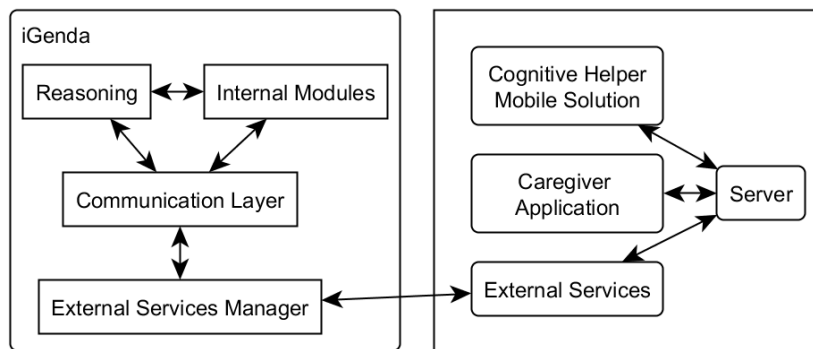 iGenda
Reasoning
Internal Modules
Communication Layer
External Services Manager
Cognitive Helper
Mobile Solution
Caregiver
Application
Server
External Services